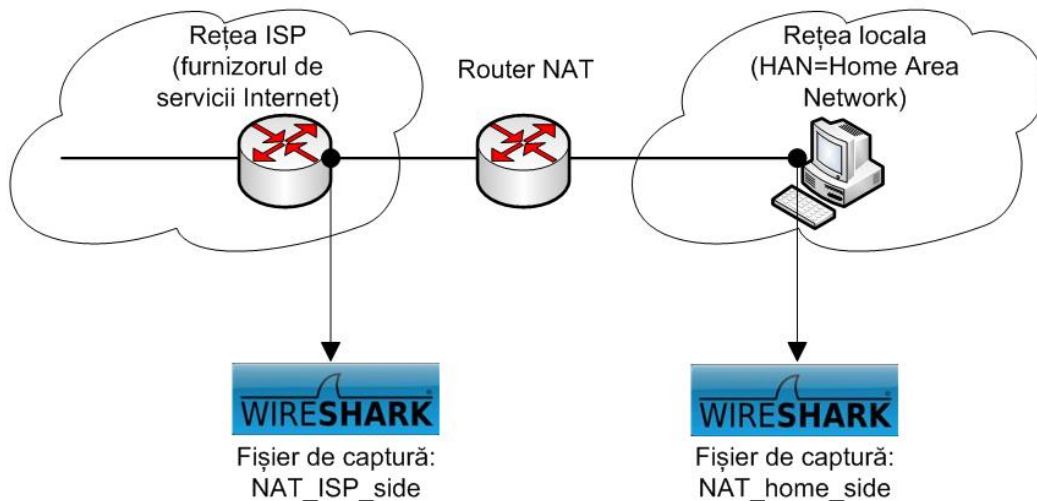 Rețea ISP
(furnizorul de
servicii Internet)
Router NAT
Rețea locala
(HAN=Home Area
Network)
WIRESHARK
Fișier de captură:
NAT_ISP_side
WIRESHARK
Fișier de captură:
NAT_home_side